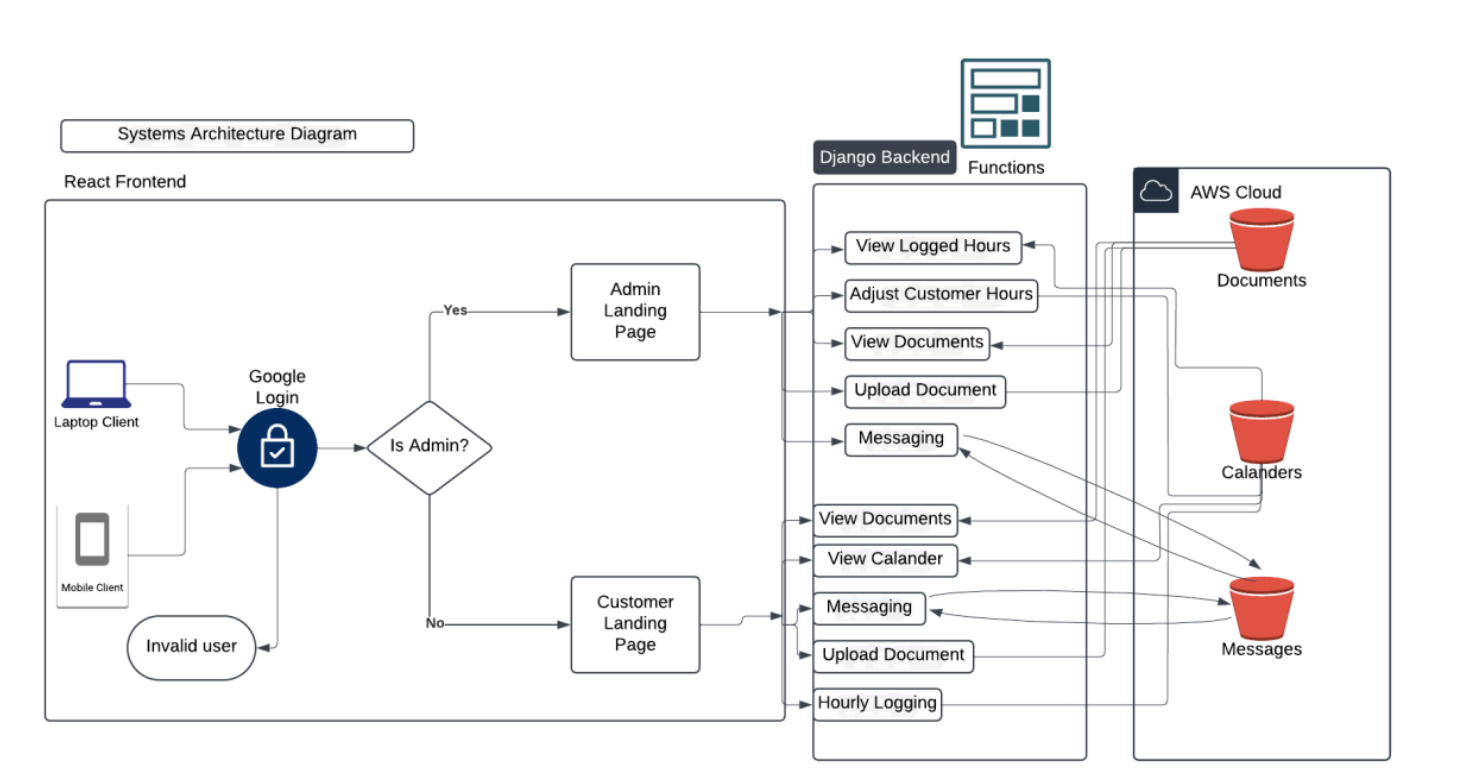 Systems Architecture Diagram
React Frontend
Laptop Client
Mobile Client
Google
Login
Invalid user
Is Admin?
Yes
No
Admin
Landing
Page
Customer
Landing
Page
Django Backend
Functions
View Logged Hours
Adjust Customer Hours
View Documents
Upload Document
Messaging
View Documents
View Calander
Messaging
Upload Document
Hourly Logging
AWS Cloud
Documents
Calanders
Messages